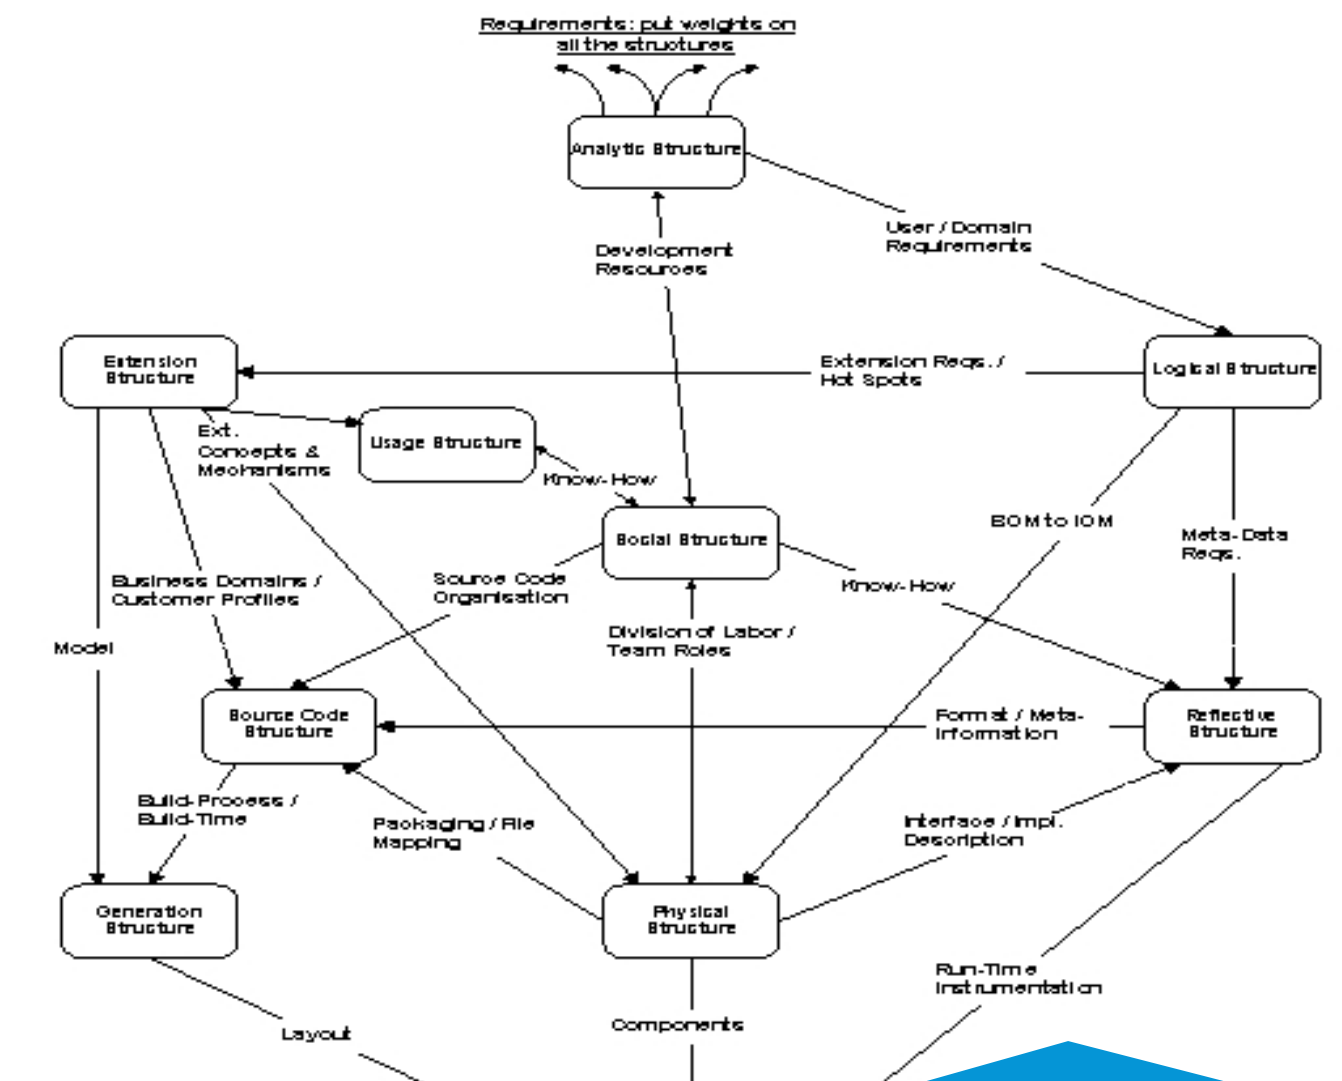 Requirements: put weights on
all the structures
Analytic Structure
User / Domain
Requirements
Development
Resources
Extension
Structure
Extension Reqs. /
Hot Spots
Logical Structure
Ext.
Concepts &
Mechanisms
Usage Structure
Know-How
Social Structure
BOM to IOM
Meta-Data
Reqs.
Business Domains /
Customer Profiles
Source Code
Organisation
Know-How
Model
Division of Labor /
Team Roles
Source Code
Structure
Format / Meta-
Information
Reflective
Structure
Build-Process /
Build-Time
Packaging / File
Mapping
Interface / Impl.
Description
Generation
Structure
Physical
Structure
Run-Time
Instrumentation
Layout
Components